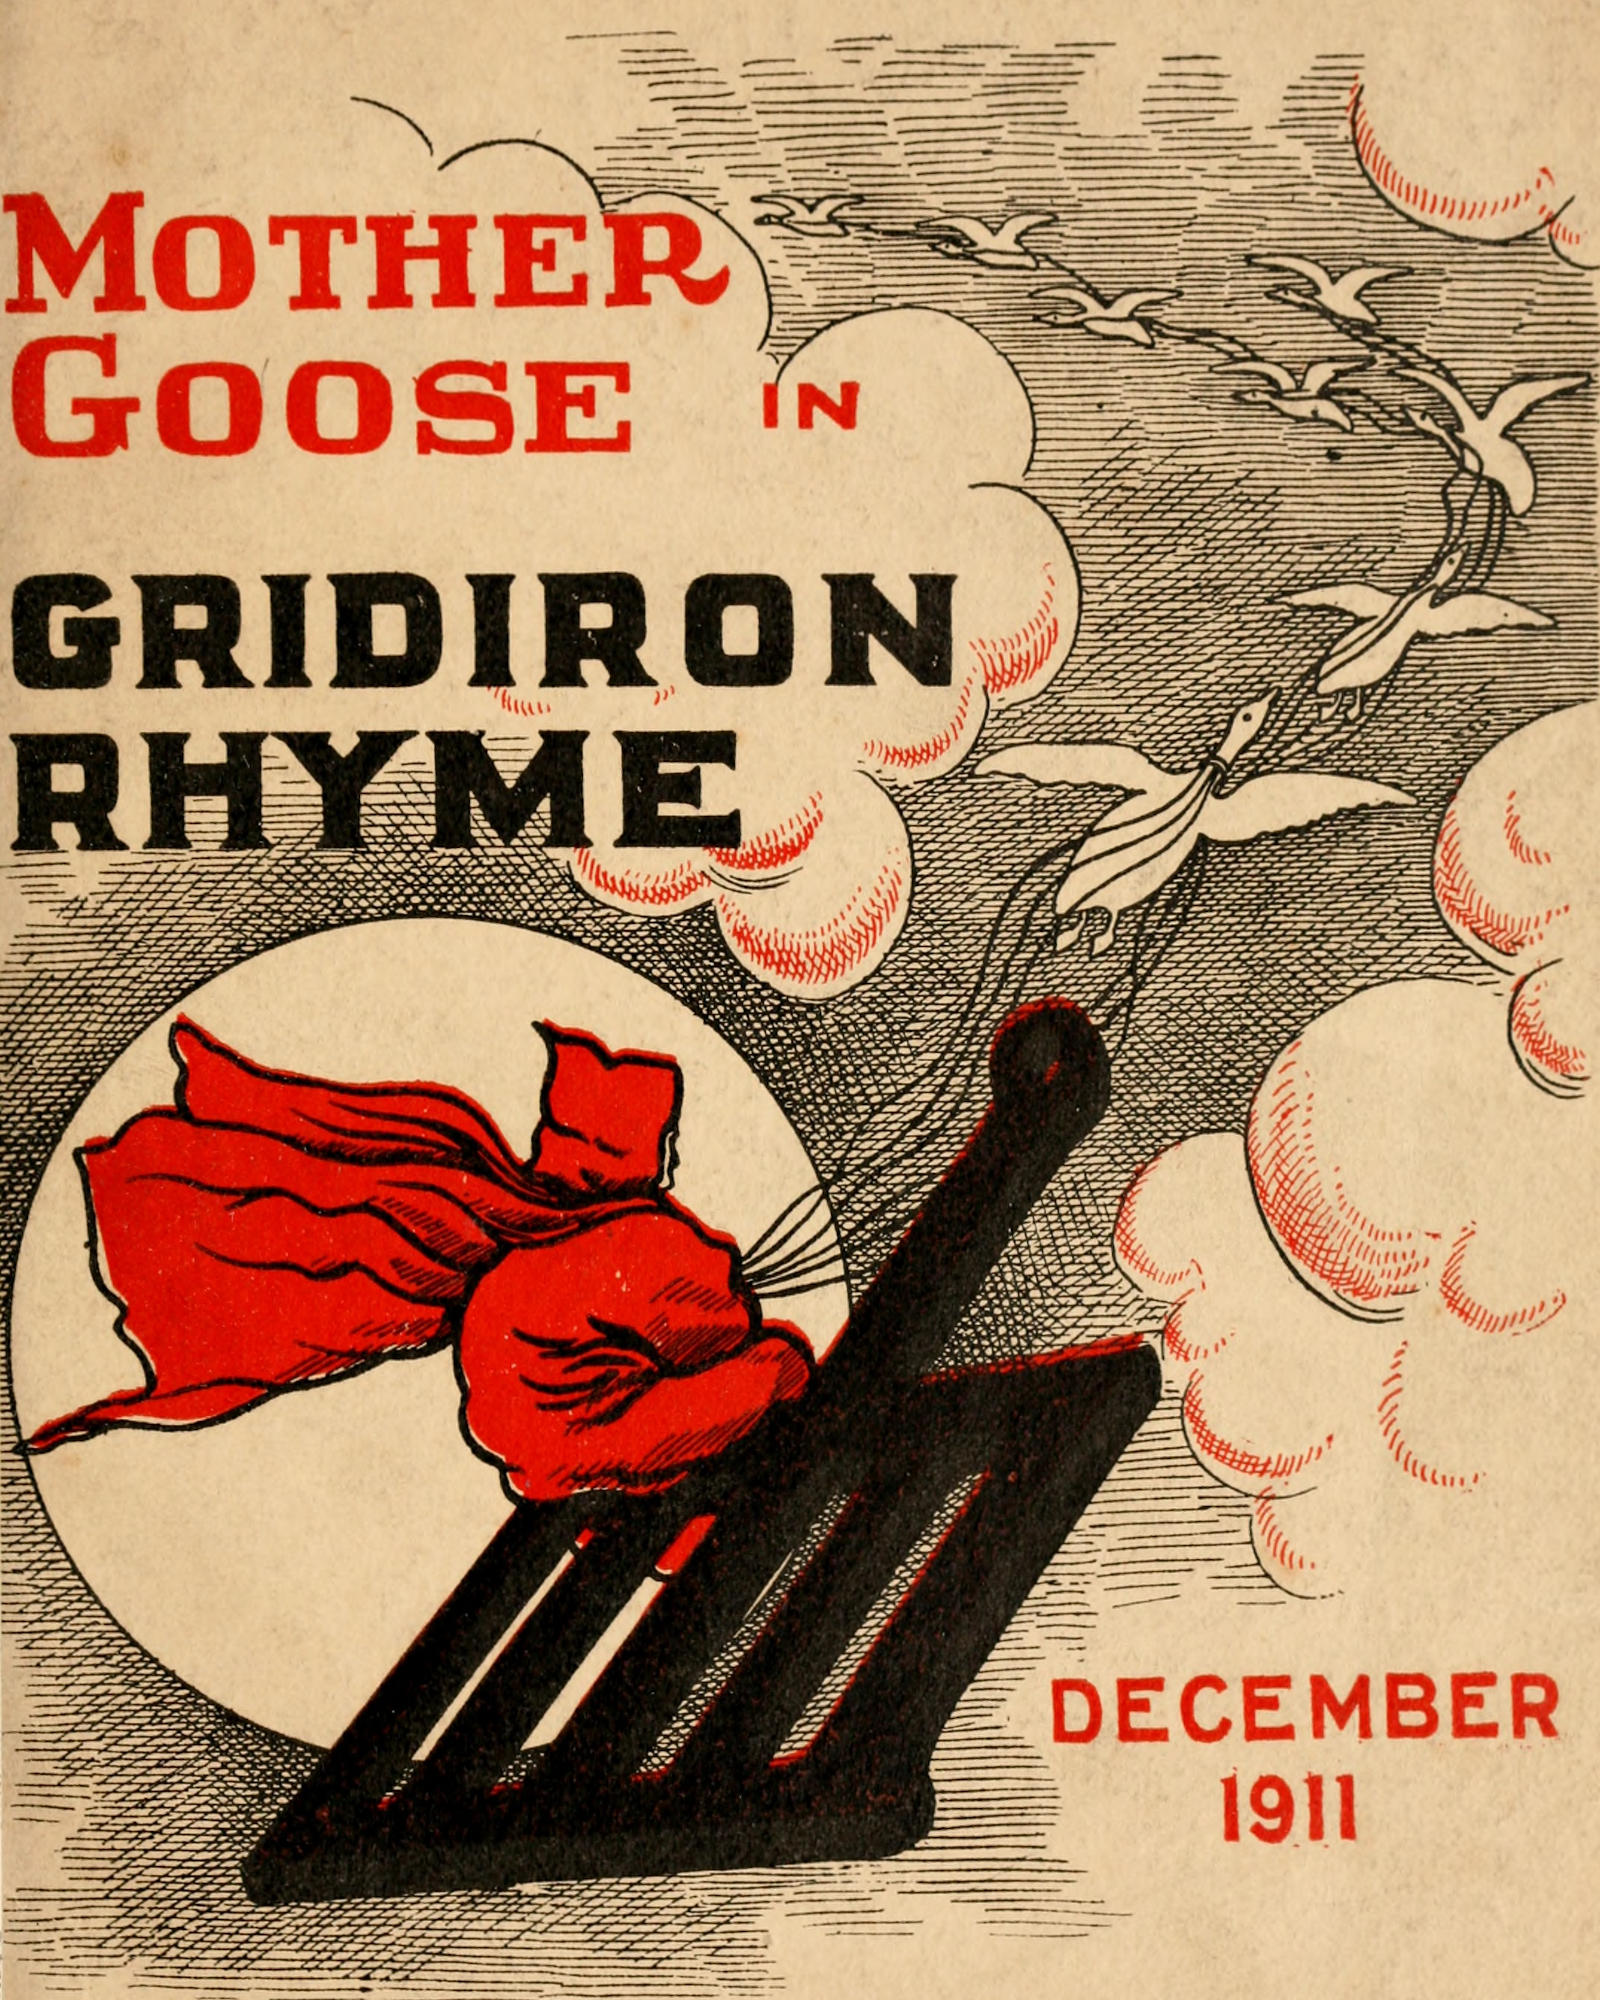 MOTHER
GOOSE IN
GRIDIRON
RHYME
DECEMBER
1911